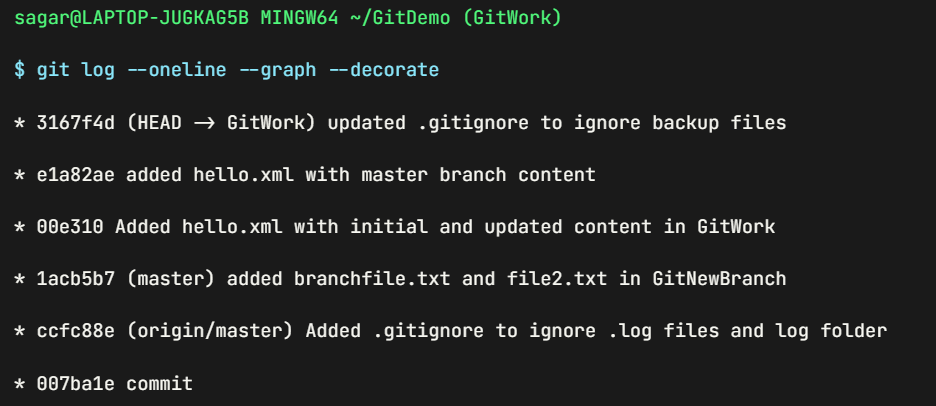 sagar@LAPTOP-JUGKAG5B MINGW64 ~/GitDemo (GitWork)
$ git log --oneline --graph --decorate
* 3167f4d (HEAD -> GitWork) updated .gitignore to ignore backup files
* e1a82ae added hello.xml with master branch content
* 00e310 Added hello.xml with initial and updated content in GitWork
* 1acb5b7 (master) added branchfile.txt and file2.txt in GitNewBranch
* ccfc88e (origin/master) Added .gitignore to ignore .log files and log folder
* 007ba1e commit